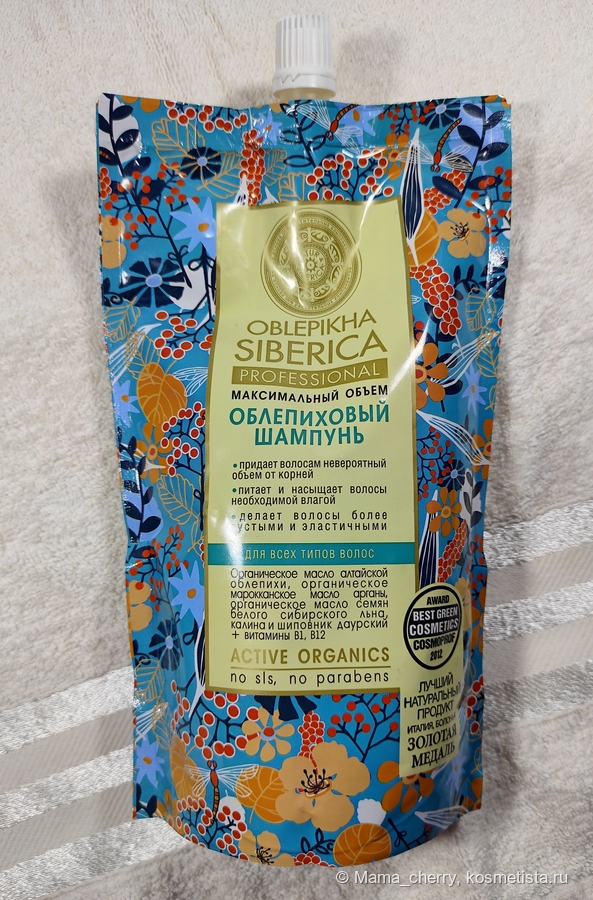 OBLEPIKHA
SIBERICA
PROFESSIONAL
МАКСИМАЛЬНЫЙ ОБЪЕМ
ОБЛЕПИХОВЫЙ
ШАМПУНЬ
• придает волосам невероятный
объем от корней
• питает и насыщает волосы
необходимой влагой
• делает волосы более
густыми и эластичными
для всех типов волос
Органическое масло алтайской
облепихи, органическое
марокканское масло арганы,
органическое масло семян
белого сибирского льна,
калина и шиповник даурский
+ витамины B1, B12
ACTIVE ORGANICS
no sls, no parabens
AWARD
BEST GREEN
COSMETICS
COSMOPROF
2012
ЛУЧШИЙ
НАТУРАЛЬНЫЙ
ПРОДУКТ
ИТАЛИЯ,
ЗОЛОТАЯ
МЕДАЛЬ
© Mama_cherry, kosmetista.ru